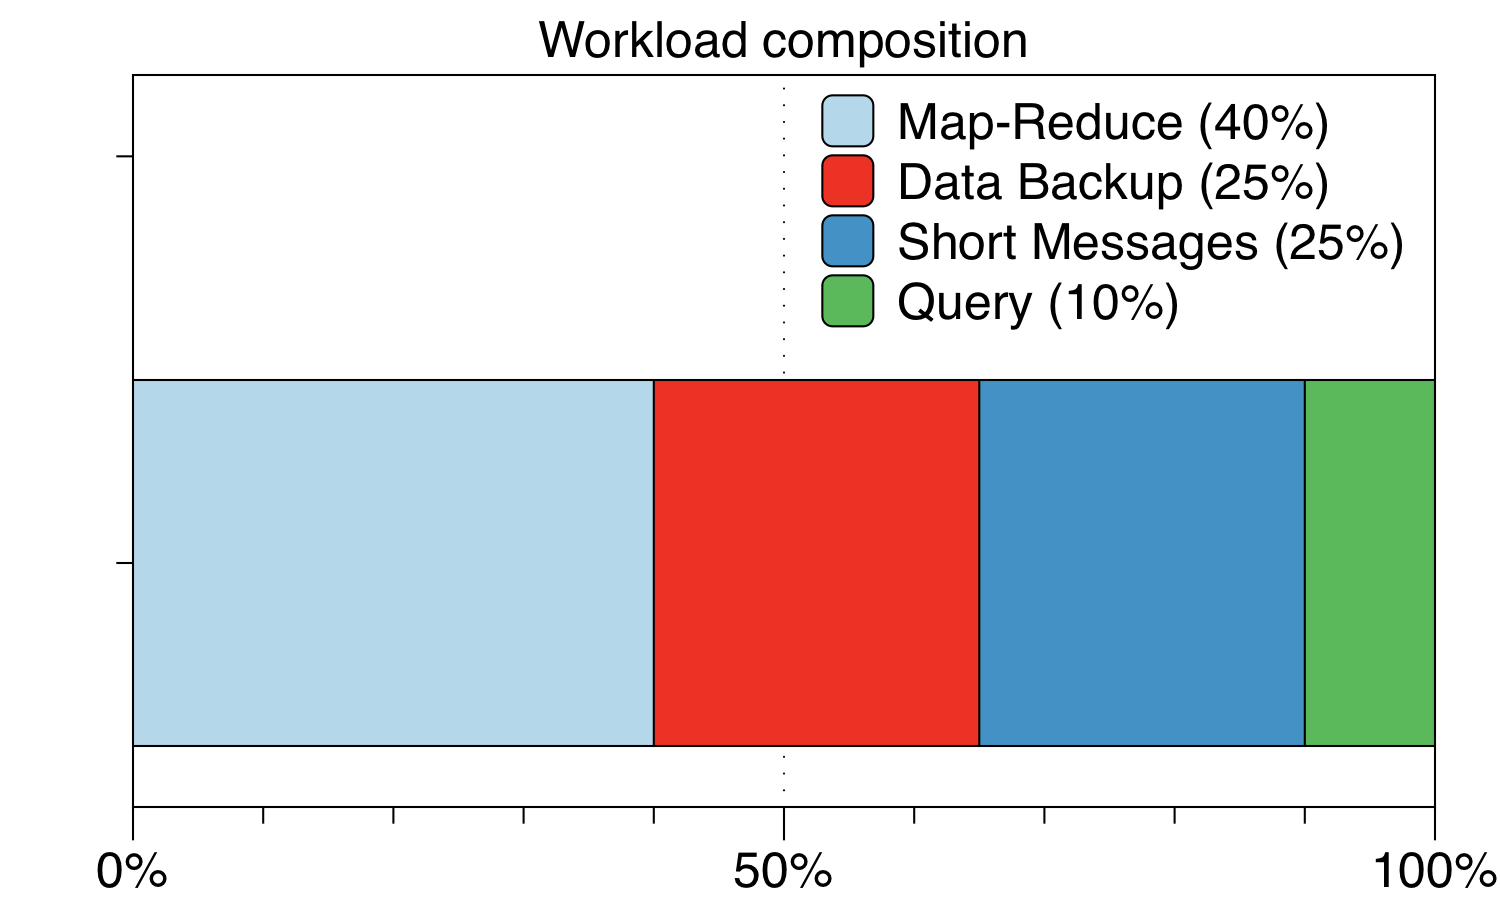 Workload composition
Map-Reduce (40%)
Data Backup (25%)
Short Messages (25%)
Query (10%)
0%
50%
100%